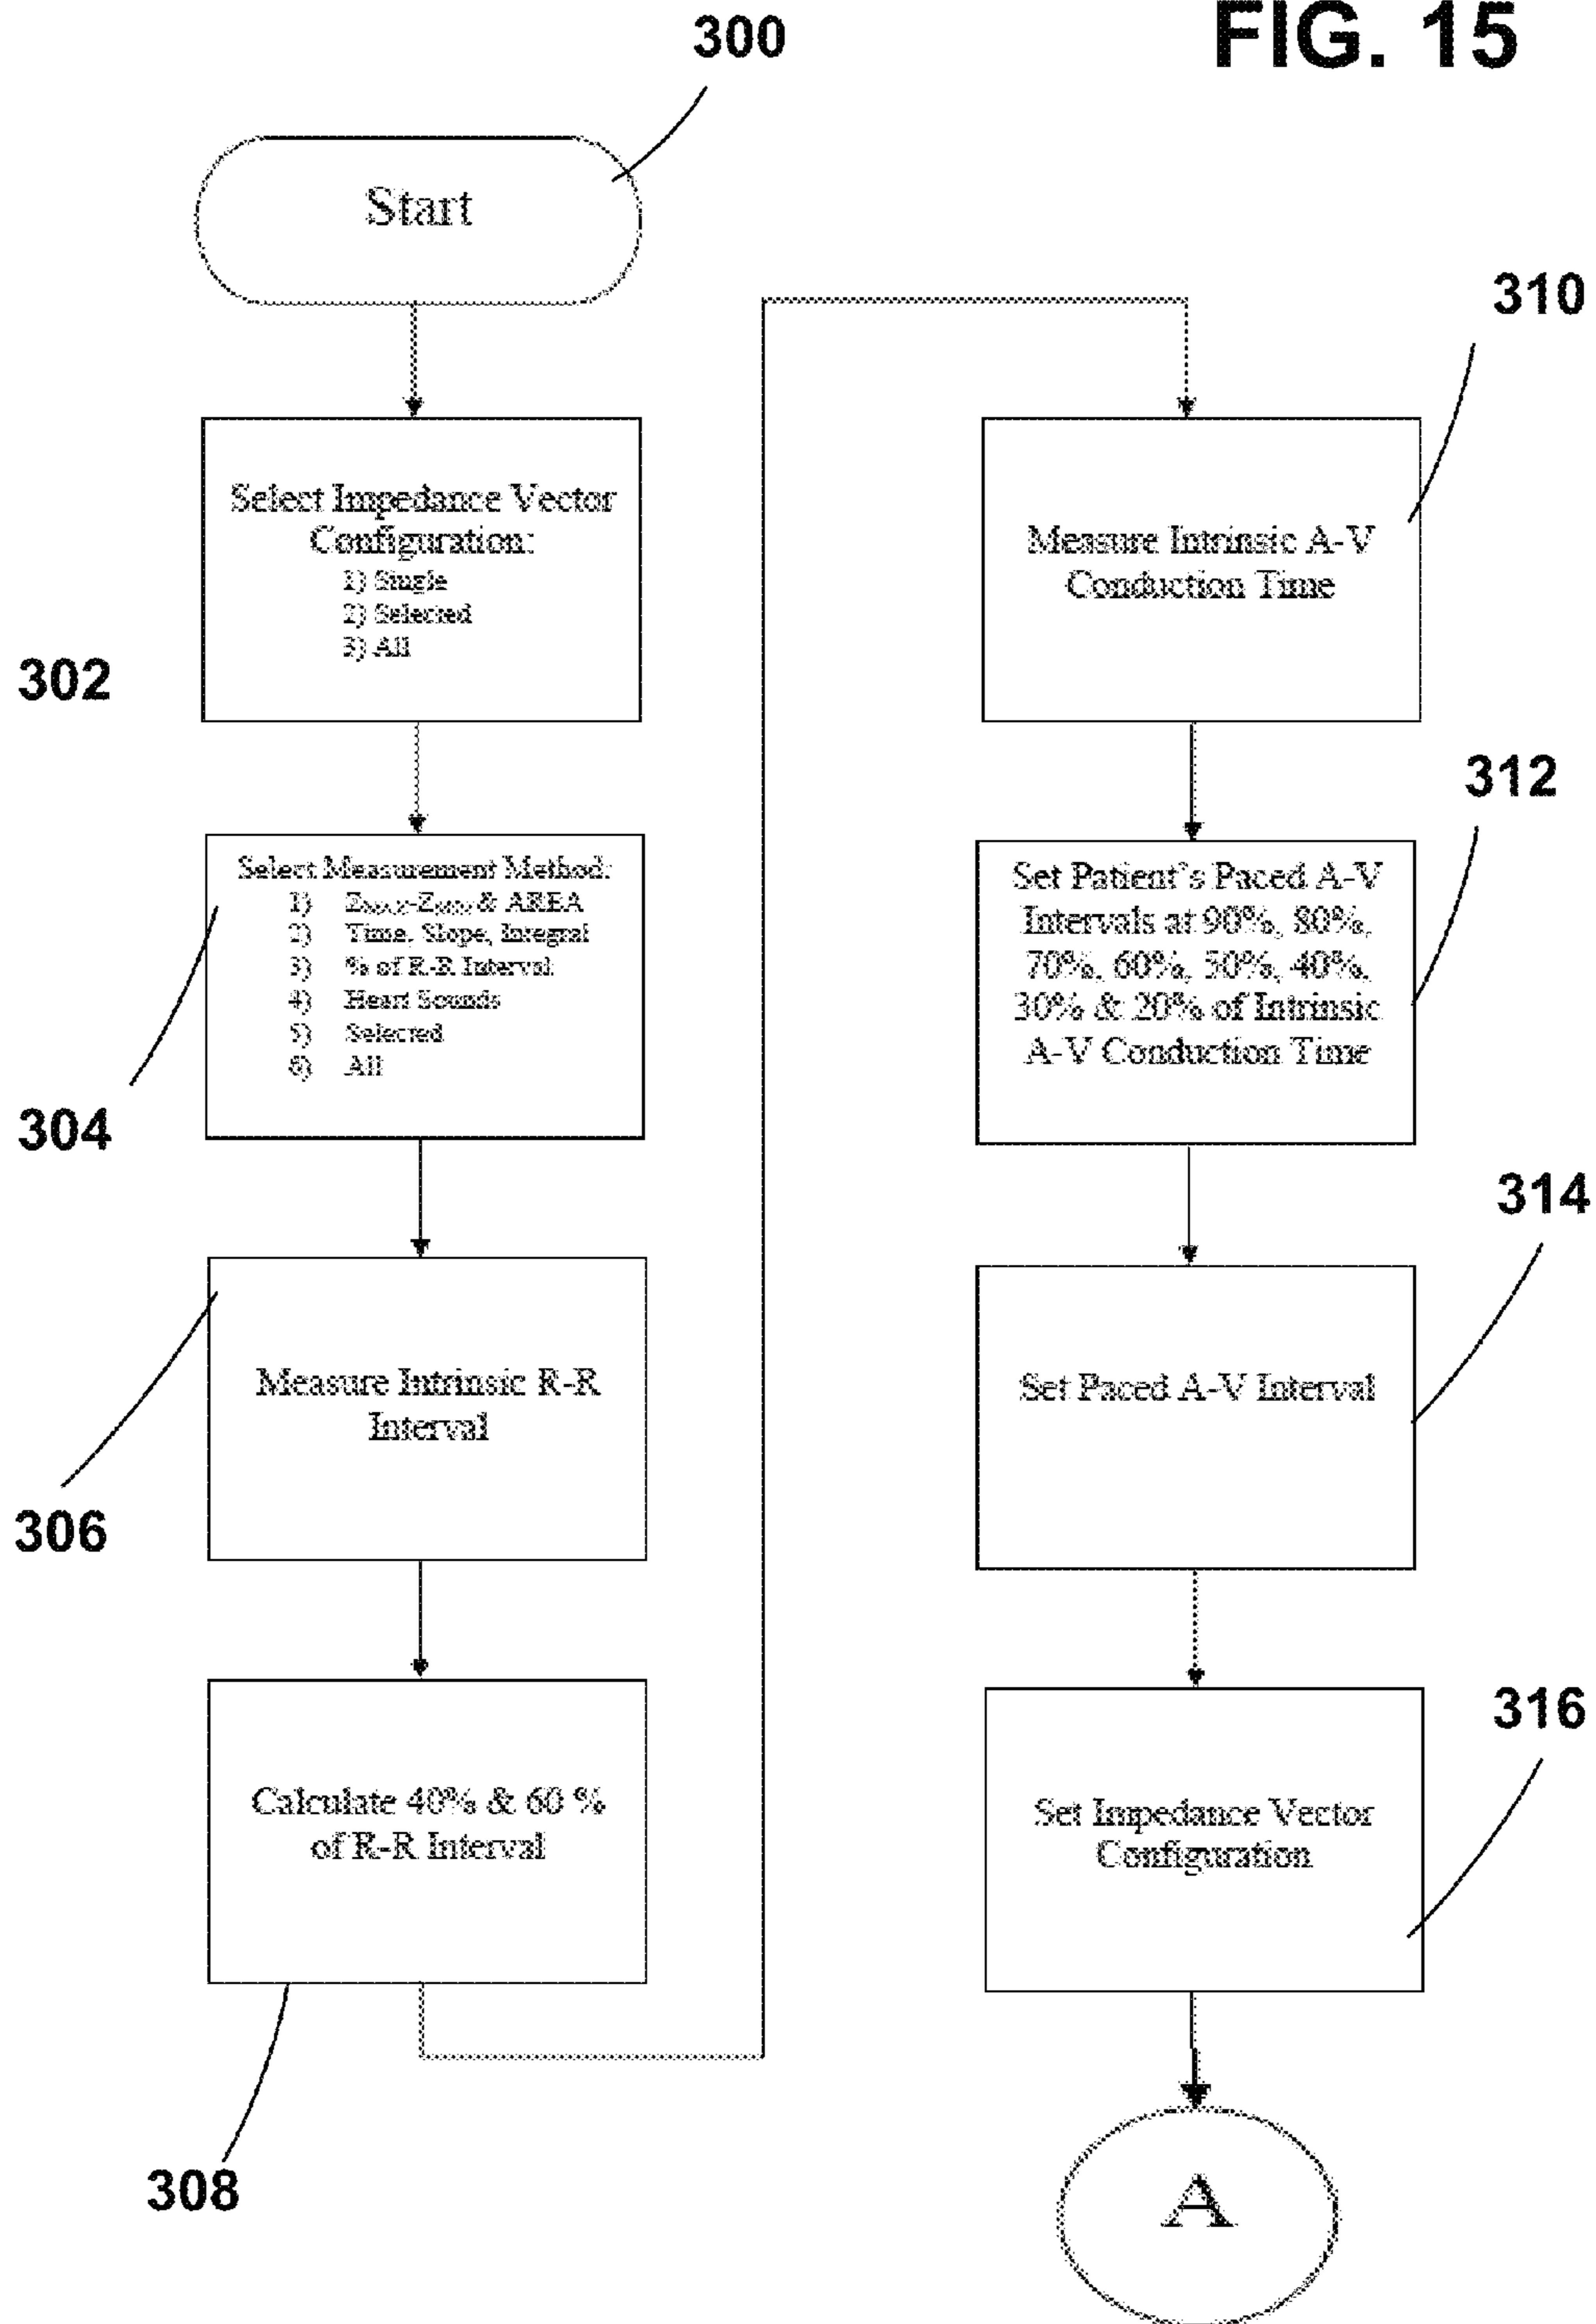 FIG. 15
300
Start
302
Select Impedance Vector
Configuration:
1) Single
2) Selected
3) All
304
Select Measurement Method:
1) ZMAX-ZMIN & AREA
2) Time, Slope, Integral
3) % of R-R Interval
4) Heart Sounds
5) Selected
6) All
306
Measure Intrinsic R-R
Interval
308
Calculate 40% & 60 %
of R-R Interval
310
Measure Intrinsic A-V
Conduction Time
312
Set Patient's Paced A-V
Intervals at 90%, 80%,
70%, 60%, 50%, 40%,
30% & 20% of Intrinsic
A-V Conduction Time
314
Set Paced A-V Interval
316
Set Impedance Vector
Configuration
A